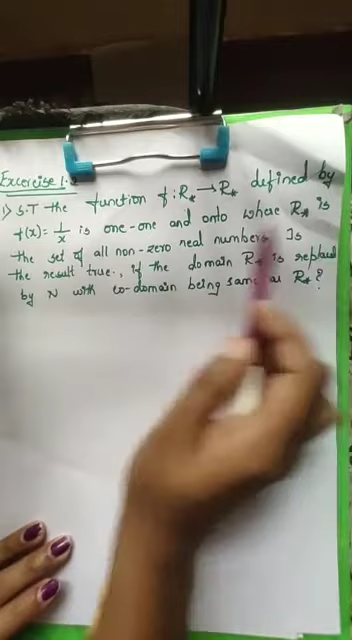 Excercise 1.2
1) S.T the function f: R* → R* defined by
f(x) = 1/x is one-one and onto where R* is
the set of all non-zero real numbers. Is
the result true., if the domain R* is replaced
by N with co-domain being same as R*?